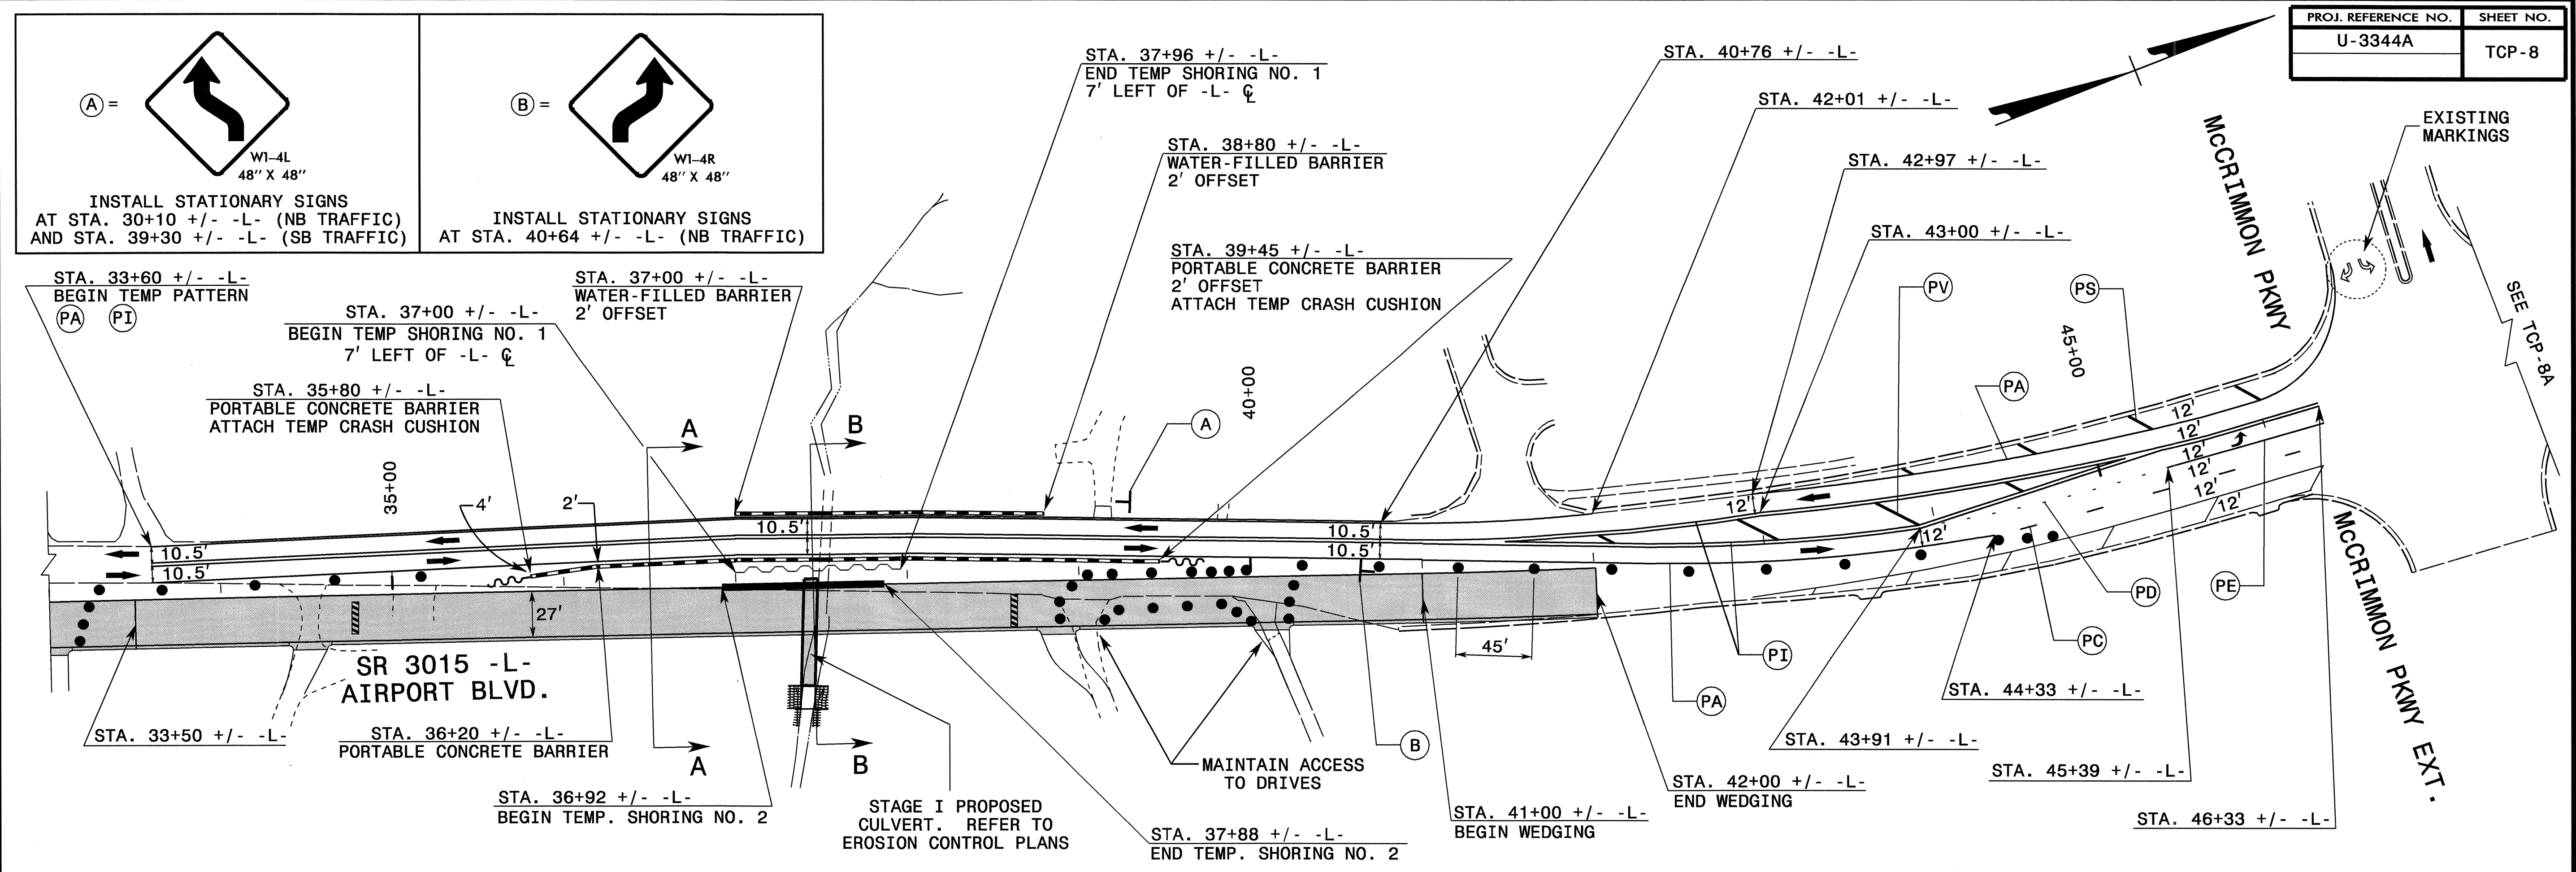 PROJ. REFERENCE NO.
SHEET NO.
U-3344A
TCP-8
A =
W1-4L
48" X 48"
INSTALL STATIONARY SIGNS
AT STA. 30+10 +/- -L- (NB TRAFFIC)
AND STA. 39+30 +/- -L- (SB TRAFFIC)
B =
W1-4R
48" X 48"
INSTALL STATIONARY SIGNS
AT STA. 40+64 +/- -L- (NB TRAFFIC)
STA. 33+60 +/- -L-
BEGIN TEMP PATTERN
PA PI
STA. 37+00 +/- -L-
BEGIN TEMP SHORING NO. 1
7' LEFT OF -L- ℄
STA. 35+80 +/- -L-
PORTABLE CONCRETE BARRIER
ATTACH TEMP CRASH CUSHION
STA. 37+00 +/- -L-
WATER-FILLED BARRIER
2' OFFSET
STA. 37+96 +/- -L-
END TEMP SHORING NO. 1
7' LEFT OF -L- ℄
STA. 38+80 +/- -L-
WATER-FILLED BARRIER
2' OFFSET
STA. 39+45 +/- -L-
PORTABLE CONCRETE BARRIER
2' OFFSET
ATTACH TEMP CRASH CUSHION
STA. 40+76 +/- -L-
STA. 42+01 +/- -L-
STA. 42+97 +/- -L-
STA. 43+00 +/- -L-
EXISTING
MARKINGS
McCRIMMON PKWY
SEE TCP-8A
McCRIMMON PKWY EXT.
35+00
40+00
45+00
A
A
B
B
A
B
4'
2'
10.5'
10.5'
10.5'
10.5'
10.5'
27'
45'
12'
12'
12'
12'
12'
12'
12'
12'
PV
PS
PA
PI
PA
PC
PD
PE
SR 3015 -L-
AIRPORT BLVD.
STA. 33+50 +/- -L-
STA. 36+20 +/- -L-
PORTABLE CONCRETE BARRIER
STA. 36+92 +/- -L-
BEGIN TEMP. SHORING NO. 2
STAGE I PROPOSED
CULVERT. REFER TO
EROSION CONTROL PLANS
MAINTAIN ACCESS
TO DRIVES
STA. 37+88 +/- -L-
END TEMP. SHORING NO. 2
STA. 41+00 +/- -L-
BEGIN WEDGING
STA. 42+00 +/- -L-
END WEDGING
STA. 43+91 +/- -L-
STA. 44+33 +/- -L-
STA. 45+39 +/- -L-
STA. 46+33 +/- -L-